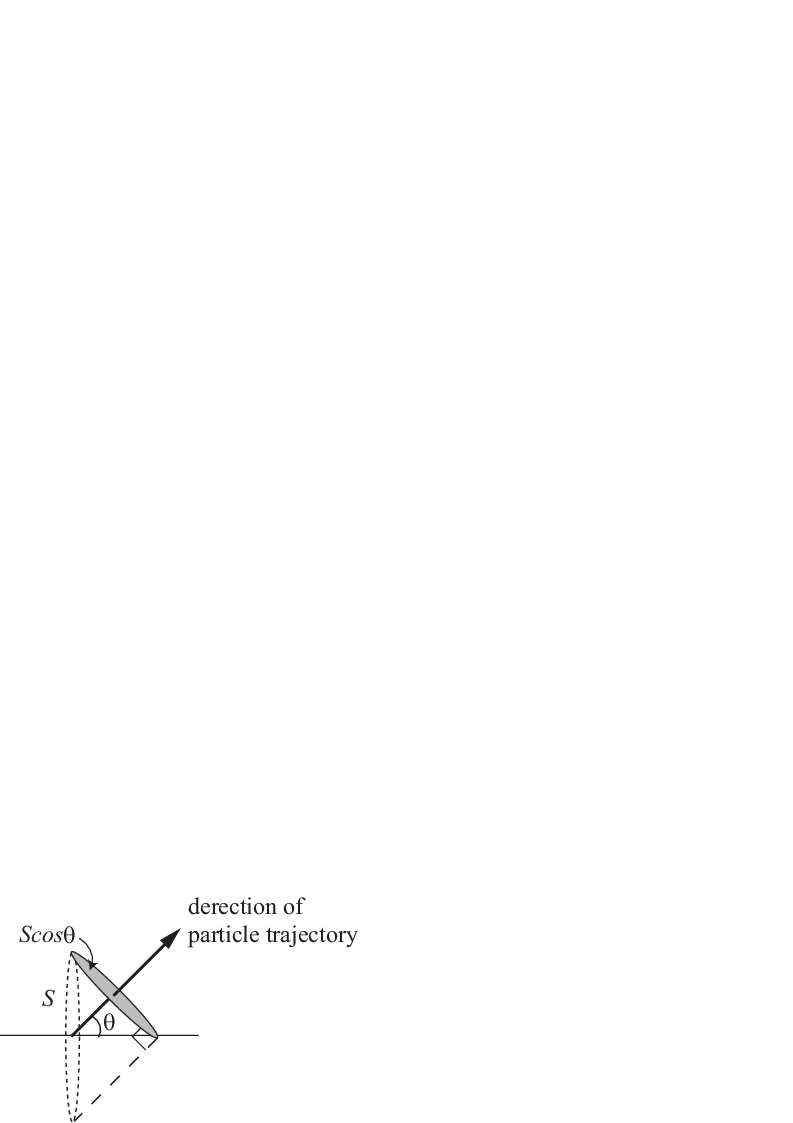 derection of
particle trajectory
Scosθ
S
θ